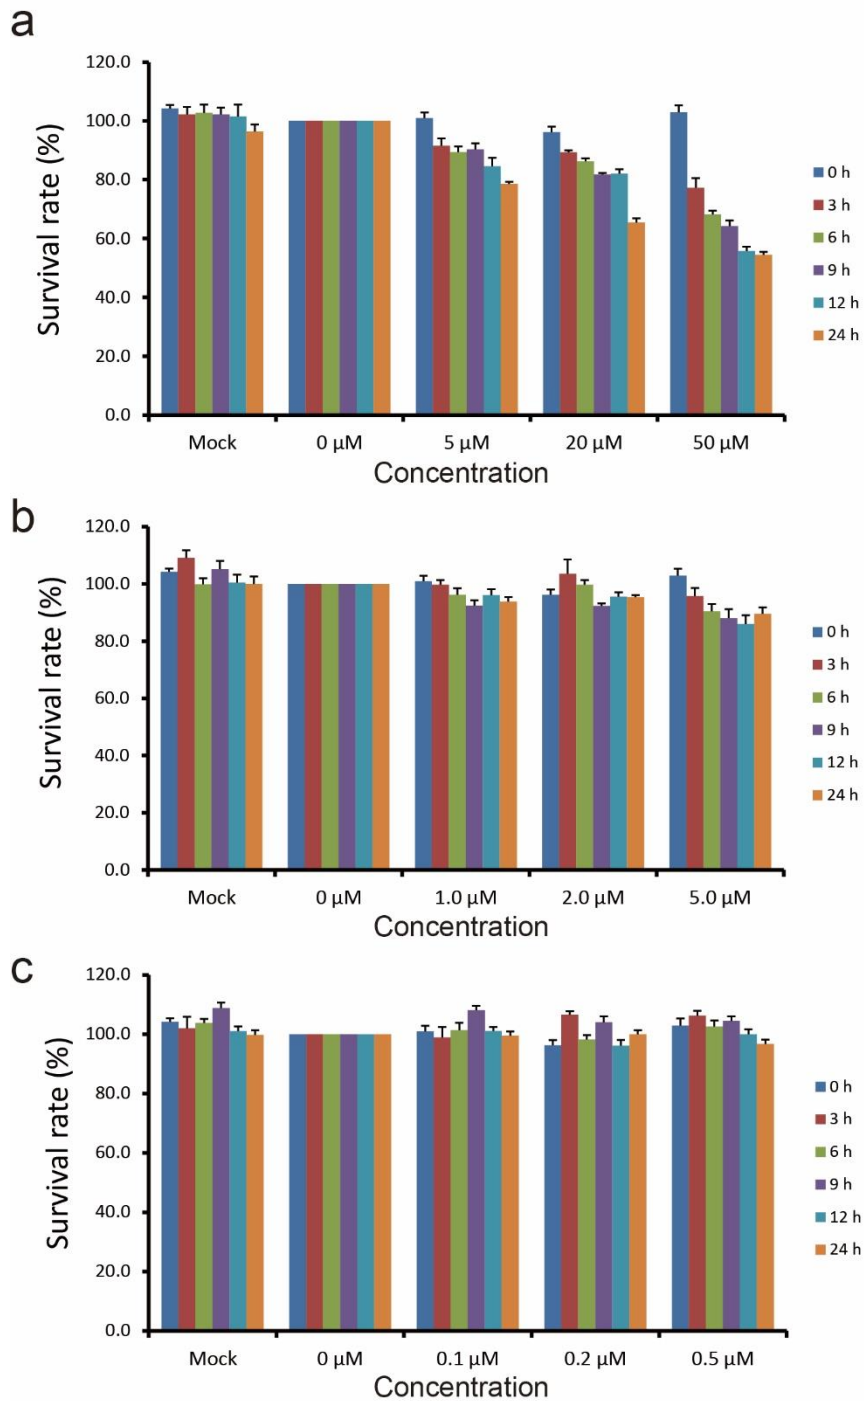 a
120.0
100.0
80.0
60.0
40.0
20.0
0.0
Survival rate (%)
Mock 0 µM 5 µM 20 µM 50 µM
Concentration
0 h
3 h
6 h
9 h
12 h
24 h
b
120.0
100.0
80.0
60.0
40.0
20.0
0.0
Survival rate (%)
Mock 0 µM 1.0 µM 2.0 µM 5.0 µM
Concentration
0 h
3 h
6 h
9 h
12 h
24 h
c
120.0
100.0
80.0
60.0
40.0
20.0
0.0
Survival rate (%)
Mock 0 µM 0.1 µM 0.2 µM 0.5 µM
Concentration
0 h
3 h
6 h
9 h
12 h
24 h